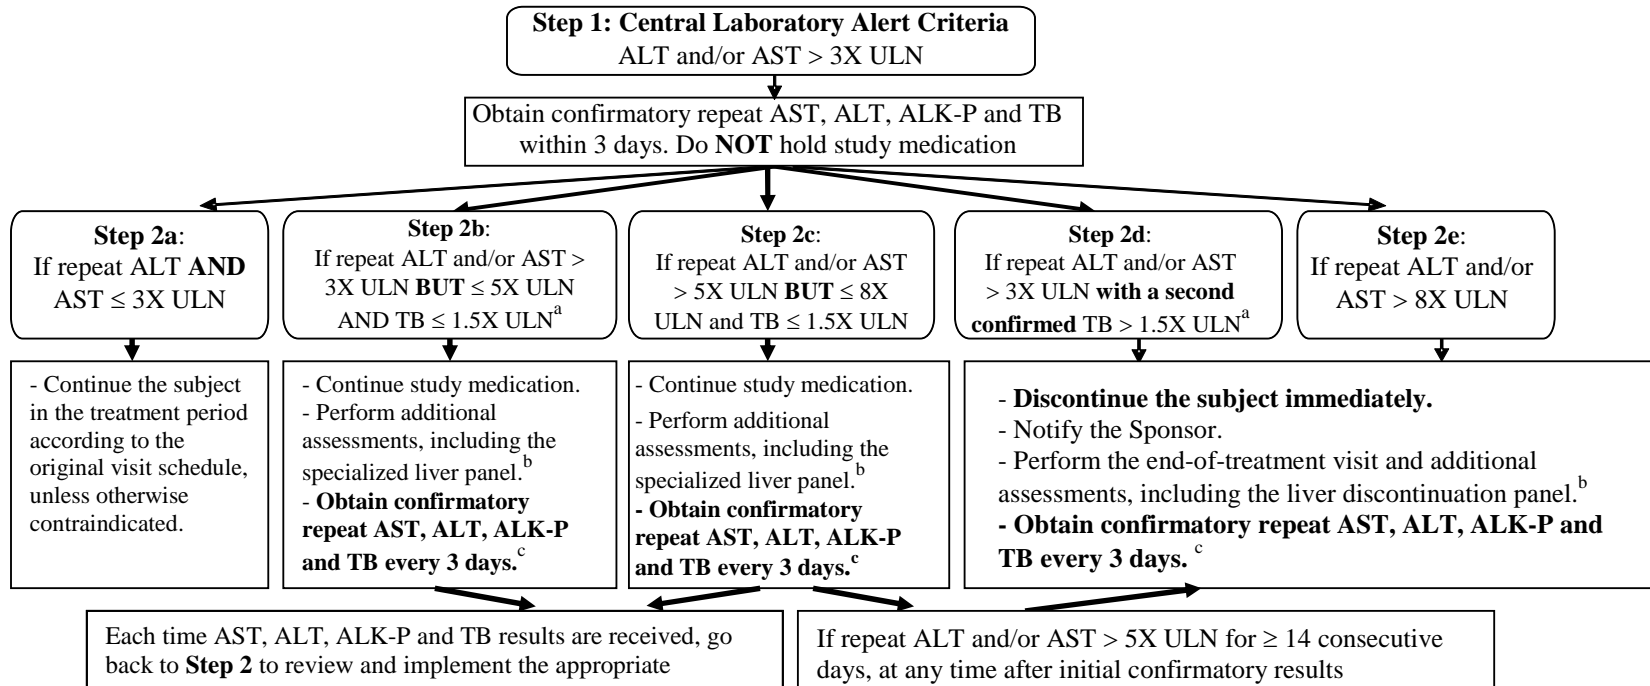 Step 1: Central Laboratory Alert Criteria
ALT and/or AST > 3X ULN
Obtain confirmatory repeat AST, ALT, ALK-P and TB
within 3 days. Do NOT hold study medication
Step 2a:
If repeat ALT AND
AST ≤ 3X ULN
Step 2b:
If repeat ALT and/or AST >
3X ULN BUT ≤ 5X ULN
AND TB ≤ 1.5X ULNa
Step 2c:
If repeat ALT and/or AST
> 5X ULN BUT ≤ 8X
ULN and TB ≤ 1.5X ULN
Step 2d:
If repeat ALT and/or AST
> 3X ULN with a second
confirmed TB > 1.5X ULNa
Step 2e:
If repeat ALT and/or
AST > 8X ULN
- Continue the subject
in the treatment period
according to the
original visit schedule,
unless otherwise
contraindicated.
- Continue study medication.
- Perform additional
assessments, including the
specialized liver panel.b
- Obtain confirmatory
repeat AST, ALT, ALK-P
and TB every 3 days.c
- Continue study medication.
- Perform additional
assessments, including the
specialized liver panel.b
- Obtain confirmatory
repeat AST, ALT, ALK-P
and TB every 3 days.c
- Discontinue the subject immediately.
- Notify the Sponsor.
- Perform the end-of-treatment visit and additional
assessments, including the liver discontinuation panel.b
- Obtain confirmatory repeat AST, ALT, ALK-P and
TB every 3 days. c
Each time AST, ALT, ALK-P and TB results are received, go
back to Step 2 to review and implement the appropriate
If repeat ALT and/or AST > 5X ULN for ≥ 14 consecutive
days, at any time after initial confirmatory results